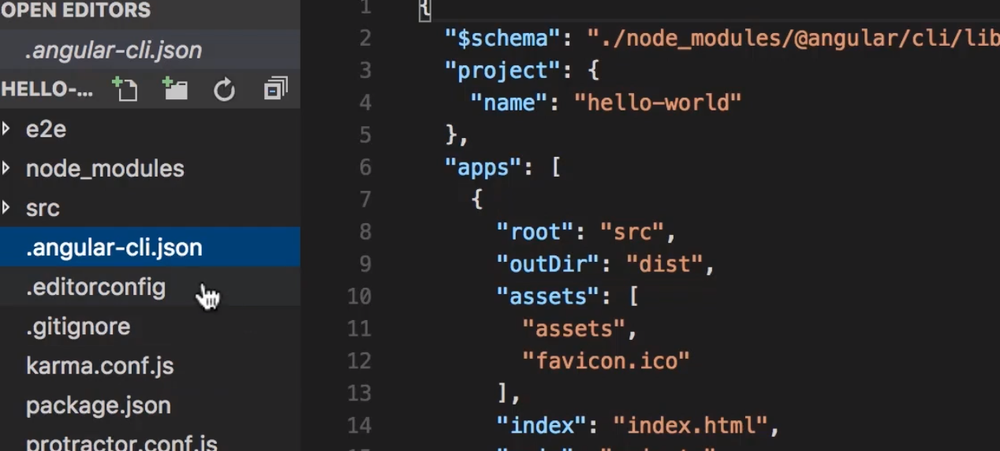 OPEN EDITORS
.angular-cli.json
HELLO-...
e2e
node_modules
src
.angular-cli.json
.editorconfig
.gitignore
karma.conf.js
package.json
protractor.conf.js
1 {
2 "$schema": "./node_modules/@angular/cli/lib
3 "project": {
4 "name": "hello-world"
5 },
6 "apps": [
7 {
8 "root": "src",
9 "outDir": "dist",
10 "assets": [
11 "assets",
12 "favicon.ico"
13 ],
14 "index": "index.html",